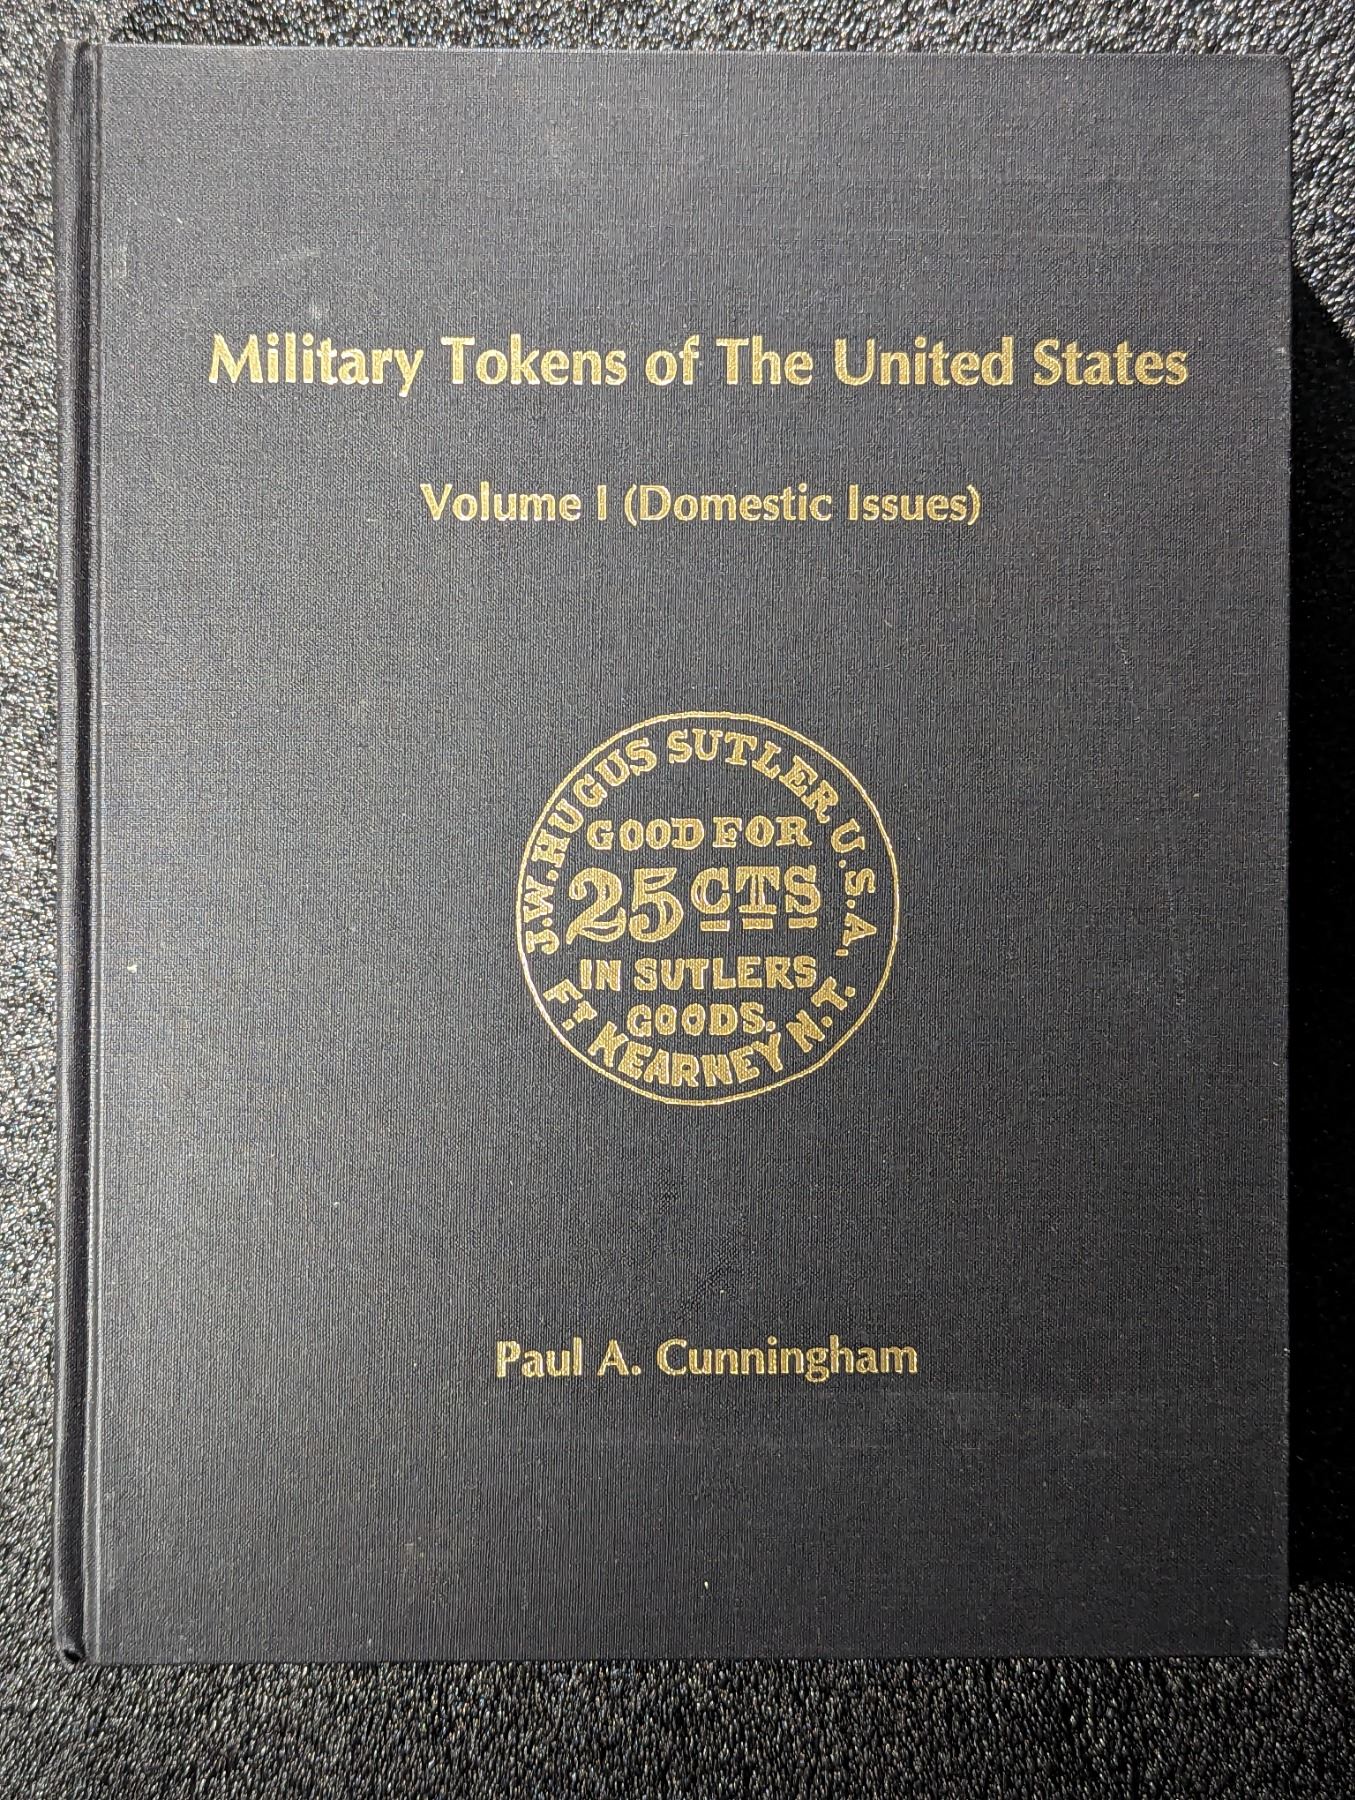 Military Tokens of The United States
Volume I (Domestic Issues)
J.W. HUGUS SUTLER U.S.A,
GOOD FOR
25 CTS
IN SUTLERS
GOODS.
FT. KEARNEY N.T.
Paul A. Cunningham